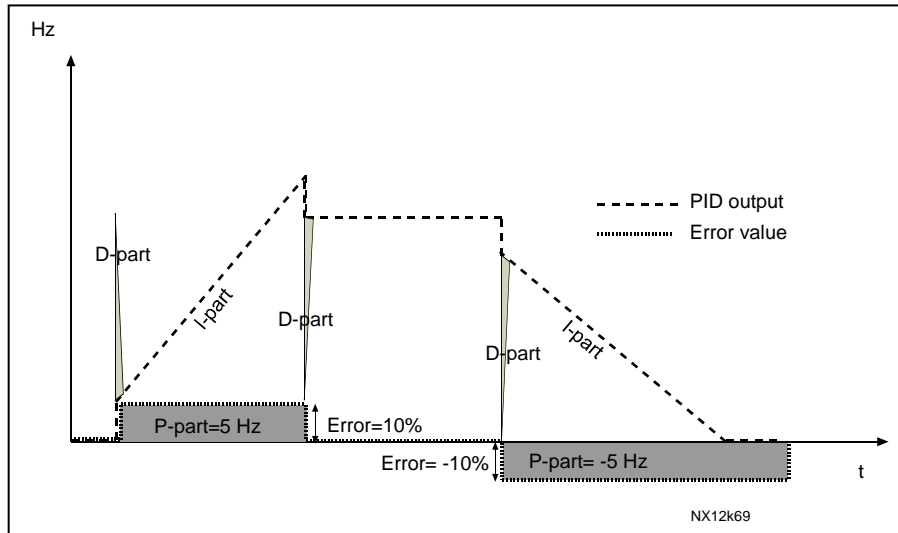 Hz
PID output
Error value
D-part
I-part
D-part
D-part
I-part
P-part=5 Hz
Error=10%
Error= -10%
P-part= -5 Hz
t
NX12k69